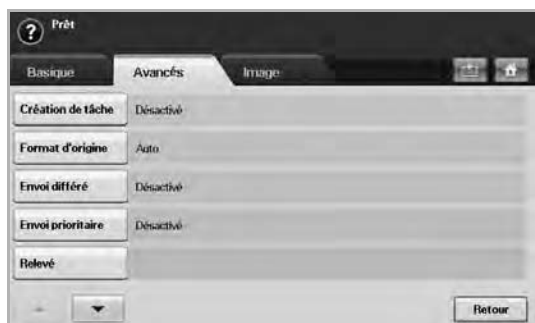 Prêt
Basique Avancés Image
Création de tâche Désactivé
Format d'origine Auto
Envoi différé Désactivé
Envoi prioritaire Désactivé
Relevé
Retour